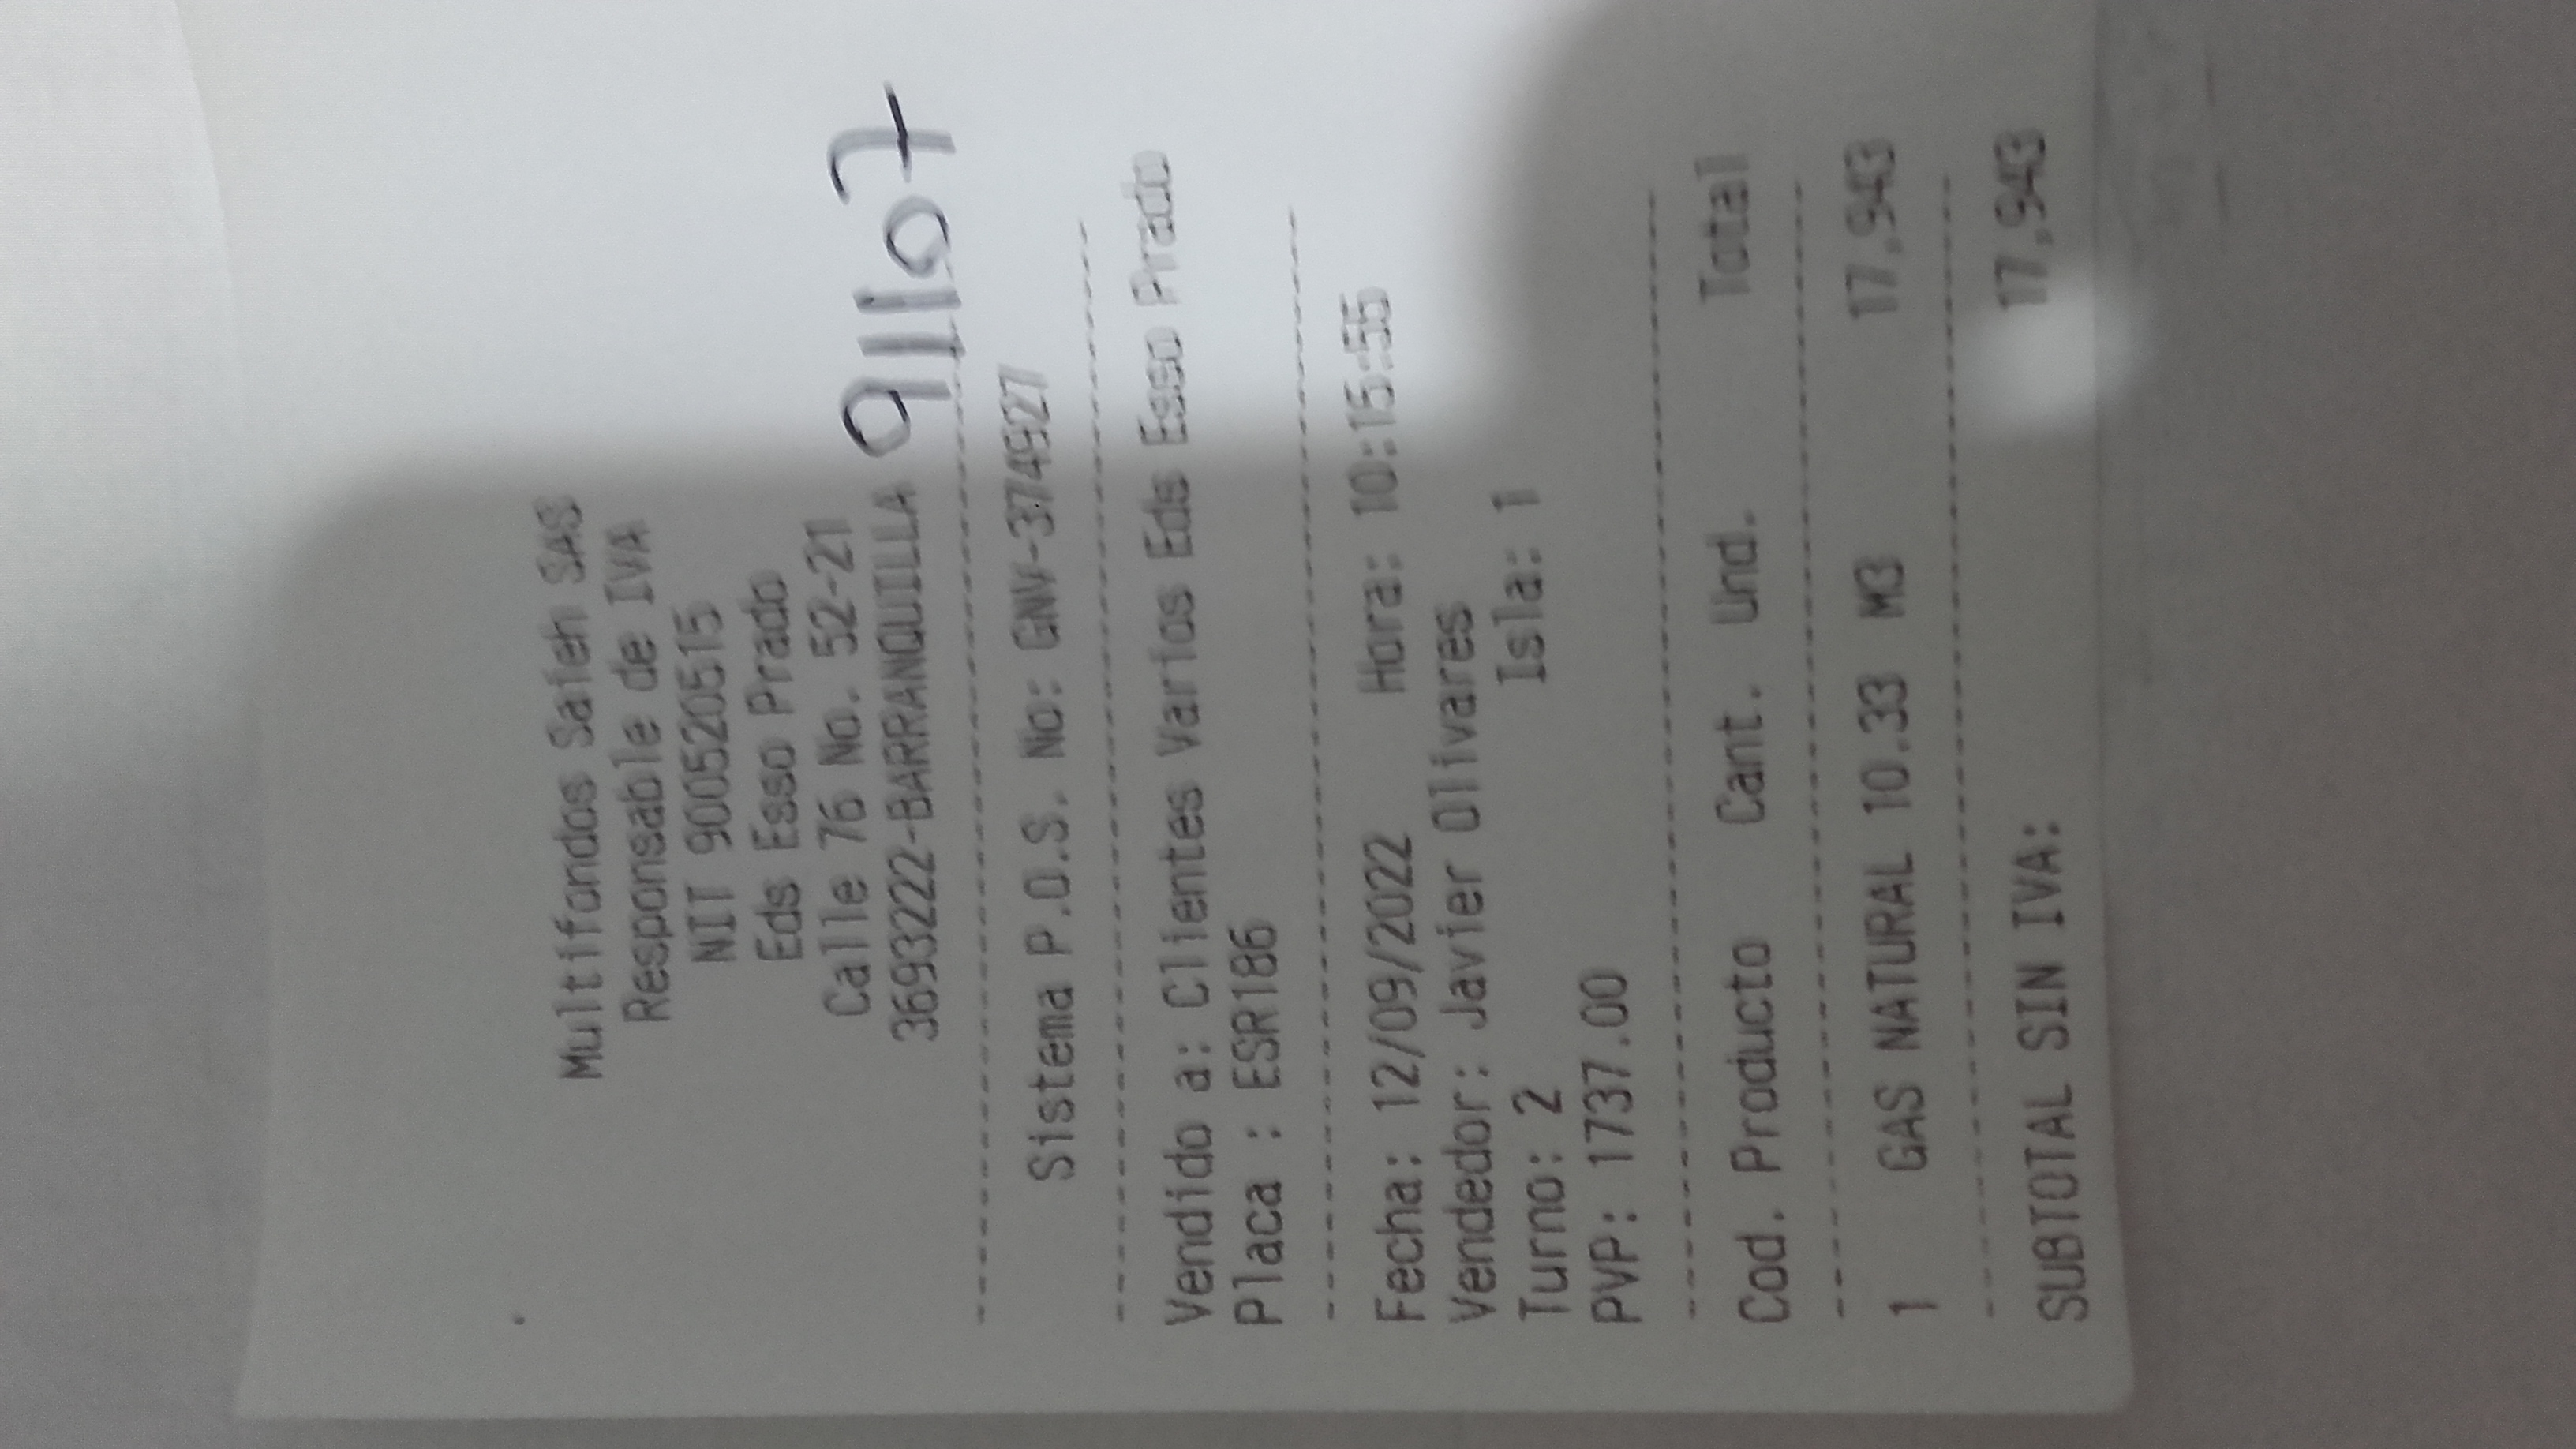 Multifondos Saieh SAS
Responsable de IVA
NIT 900520515
Eds Esso Prado
Calle 76 No. 52-21
3693222-BARRANQUILLA 91107
Sistema P.O.S. No: GNV-374927
Vendido a: Clientes Varios Eds Esso Prado
Placa : ESR186
Fecha: 12/09/2022 Hora: 10:15:55
Vendedor: Javier Olivares
Turno: 2 Isla: 1
PVP: 1737.00
Cod. Producto Cant. Und. Total
1 GAS NATURAL 10.33 M3 17,943
SUBTOTAL SIN IVA: 17,943